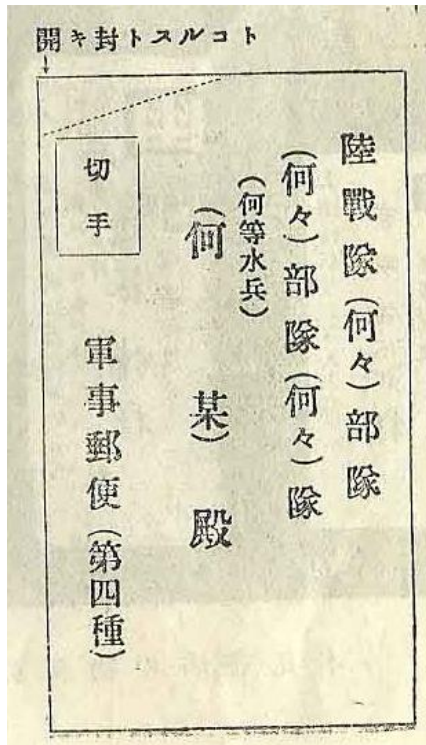 開キ封トスルコト
陸戰隊(何々)部隊
(何々)部隊(何々)隊
(何等水兵)
(何　某)殿
切手
軍事郵便(第四種)